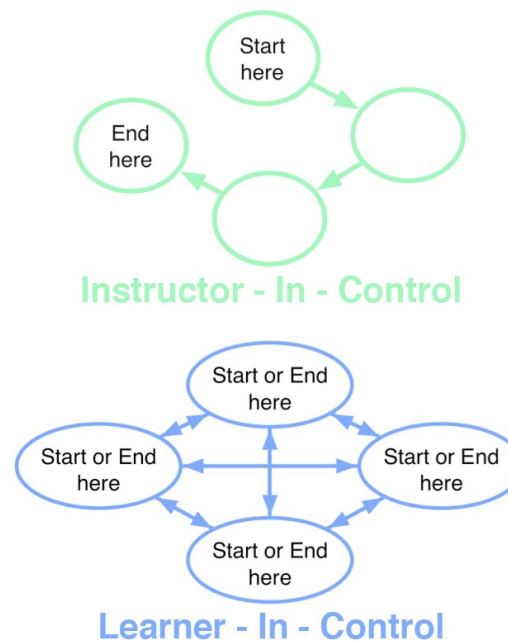 Start
here
End
here
Instructor - In - Control
Start or End
here
Start or End
here
Start or End
here
Start or End
here
Learner - In - Control